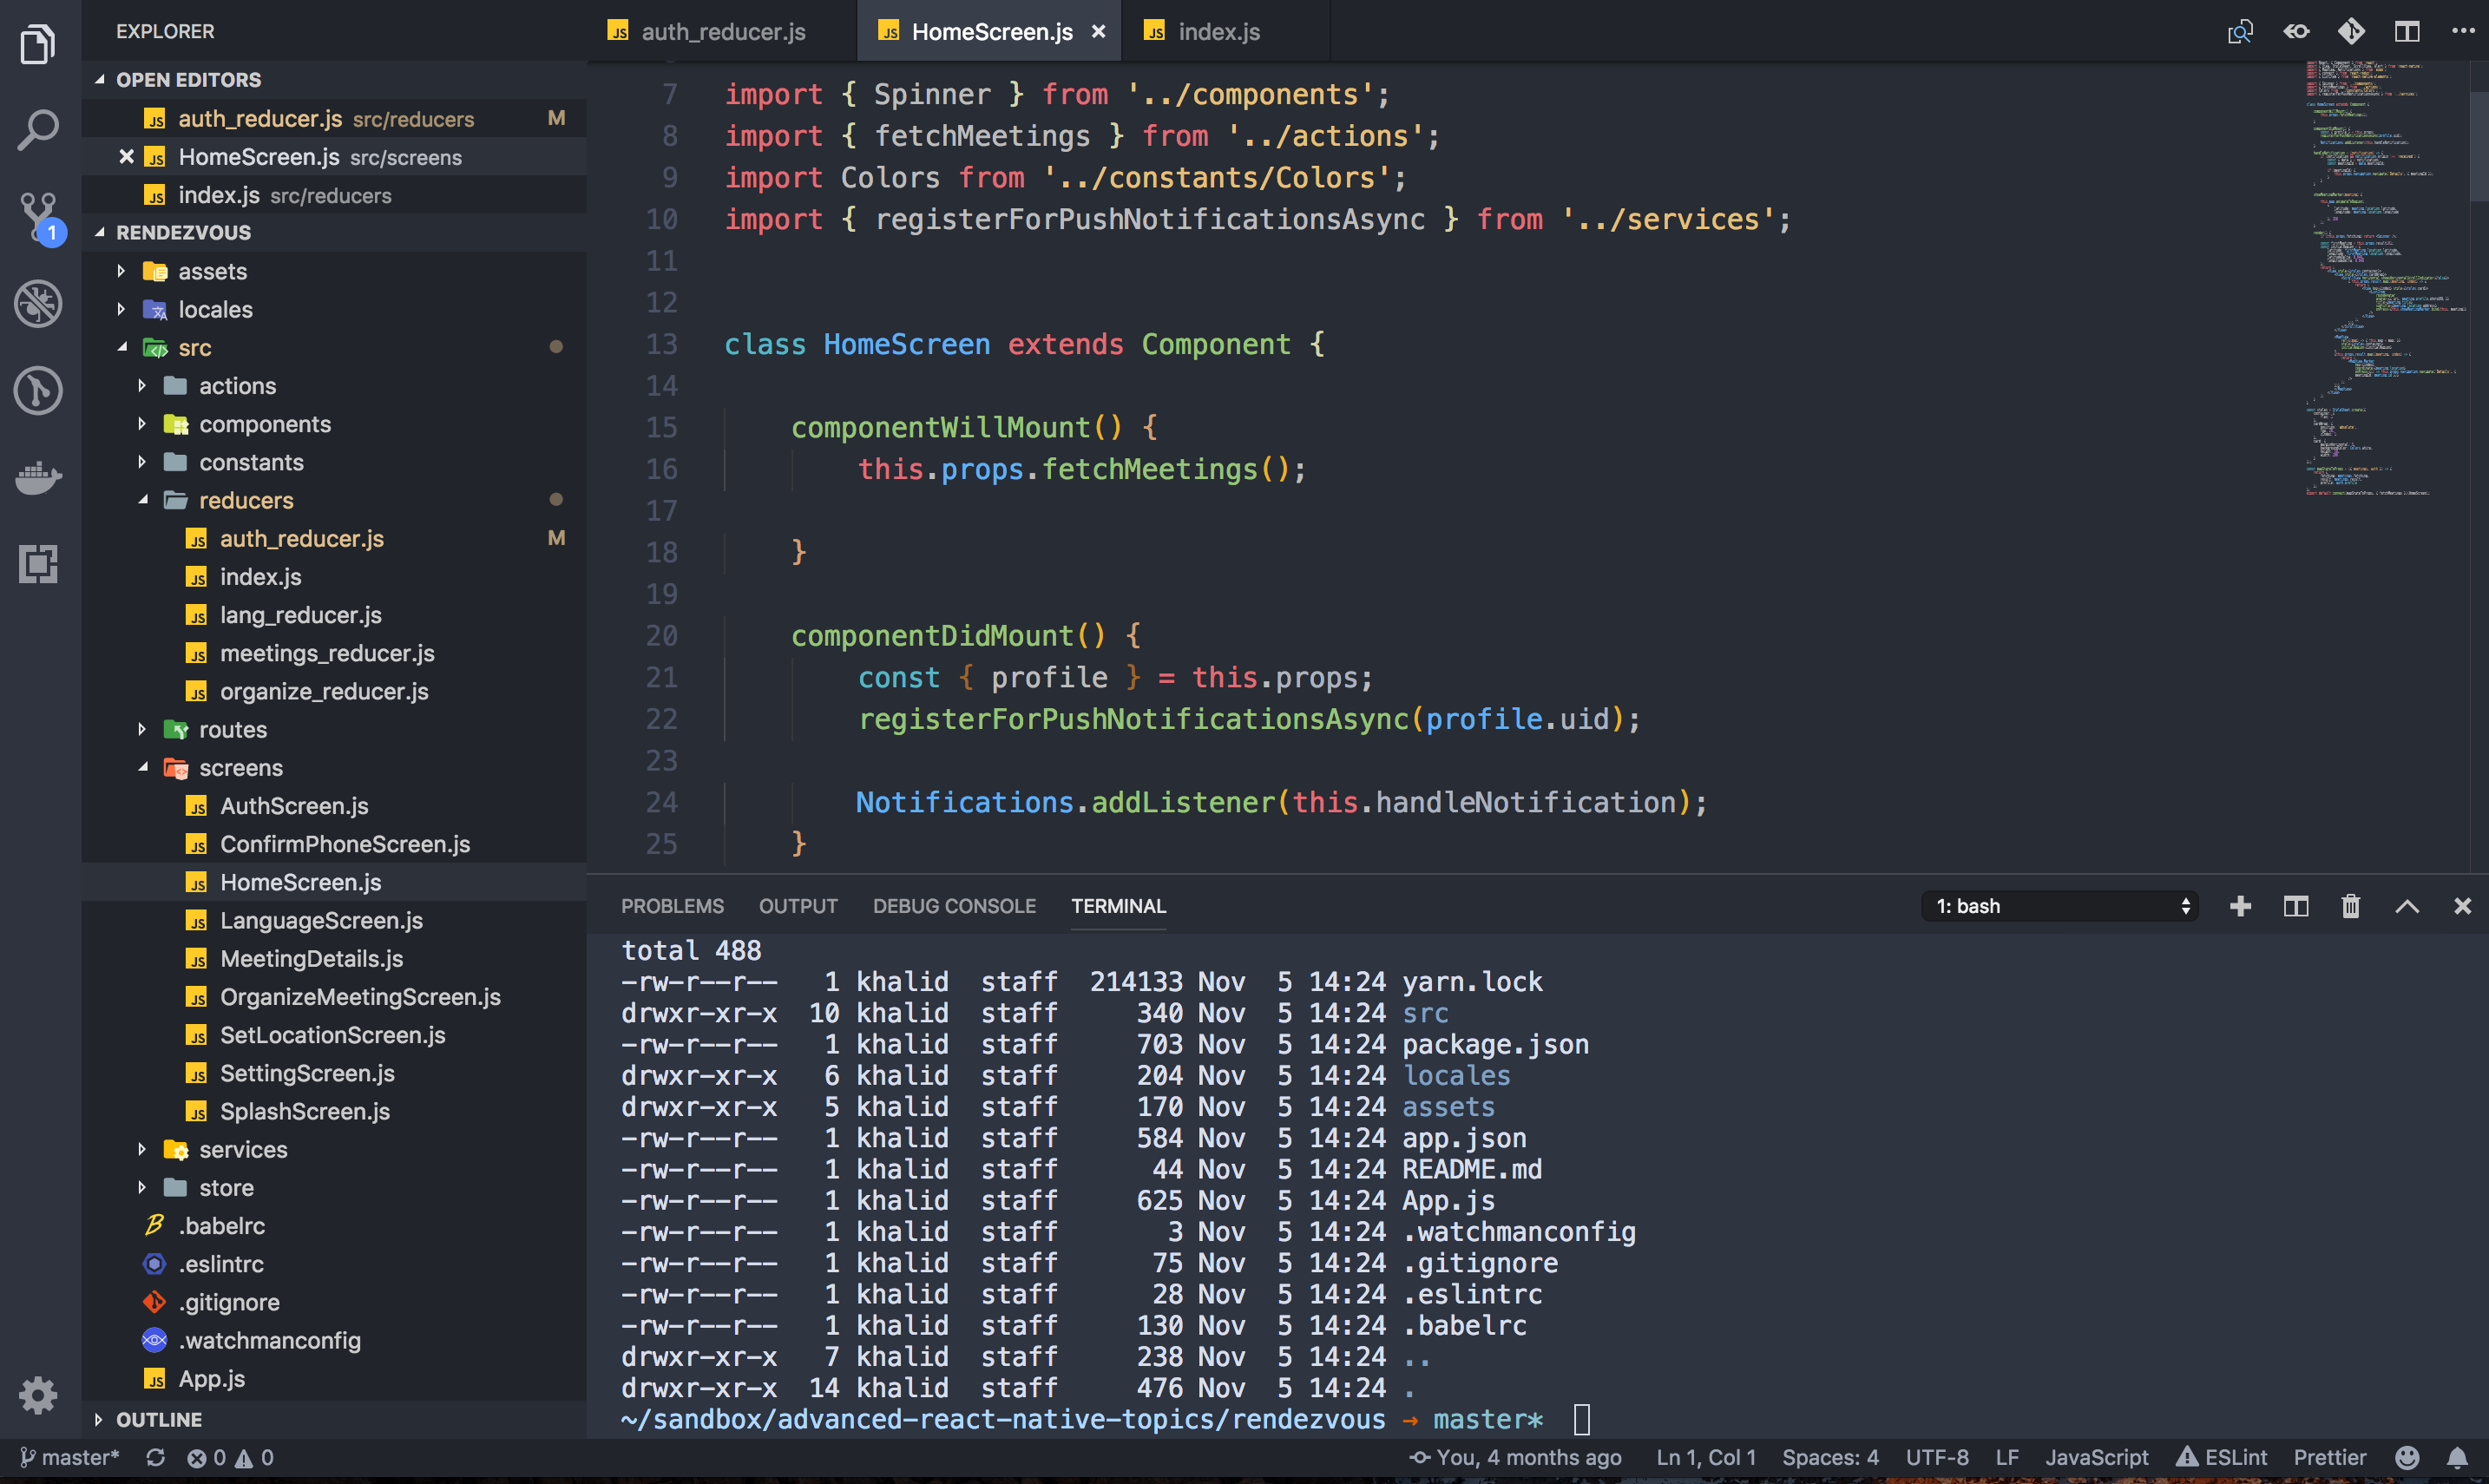 EXPLORER
OPEN EDITORS
auth_reducer.js src/reducers M
HomeScreen.js src/screens
index.js src/reducers
RENDEZVOUS
assets
locales
src
actions
components
constants
reducers
auth_reducer.js M
index.js
lang_reducer.js
meetings_reducer.js
organize_reducer.js
routes
screens
AuthScreen.js
ConfirmPhoneScreen.js
HomeScreen.js
LanguageScreen.js
MeetingDetails.js
OrganizeMeetingScreen.js
SetLocationScreen.js
SettingScreen.js
SplashScreen.js
services
store
.babelrc
.eslintrc
.gitignore
.watchmanconfig
App.js
OUTLINE
1
auth_reducer.js HomeScreen.js index.js
7 import { Spinner } from '../components';
8 import { fetchMeetings } from '../actions';
9 import Colors from '../constants/Colors';
10 import { registerForPushNotificationsAsync } from '../services';
11
12
13 class HomeScreen extends Component {
14
15 componentWillMount() {
16 this.props.fetchMeetings();
17
18 }
19
20 componentDidMount() {
21 const { profile } = this.props;
22 registerForPushNotificationsAsync(profile.uid);
23
24 Notifications.addListener(this.handleNotification);
25 }
PROBLEMS OUTPUT DEBUG CONSOLE TERMINAL 1: bash
total 488
-rw-r--r-- 1 khalid staff 214133 Nov 5 14:24 yarn.lock
drwxr-xr-x 10 khalid staff 340 Nov 5 14:24 src
-rw-r--r-- 1 khalid staff 703 Nov 5 14:24 package.json
drwxr-xr-x 6 khalid staff 204 Nov 5 14:24 locales
drwxr-xr-x 5 khalid staff 170 Nov 5 14:24 assets
-rw-r--r-- 1 khalid staff 584 Nov 5 14:24 app.json
-rw-r--r-- 1 khalid staff 44 Nov 5 14:24 README.md
-rw-r--r-- 1 khalid staff 625 Nov 5 14:24 App.js
-rw-r--r-- 1 khalid staff 3 Nov 5 14:24 .watchmanconfig
-rw-r--r-- 1 khalid staff 75 Nov 5 14:24 .gitignore
-rw-r--r-- 1 khalid staff 28 Nov 5 14:24 .eslintrc
-rw-r--r-- 1 khalid staff 130 Nov 5 14:24 .babelrc
drwxr-xr-x 7 khalid staff 238 Nov 5 14:24 ..
drwxr-xr-x 14 khalid staff 476 Nov 5 14:24 .
~/sandbox/advanced-react-native-topics/rendezvous → master*
master* 0 0 You, 4 months ago Ln 1, Col 1 Spaces: 4 UTF-8 LF JavaScript ESLint Prettier